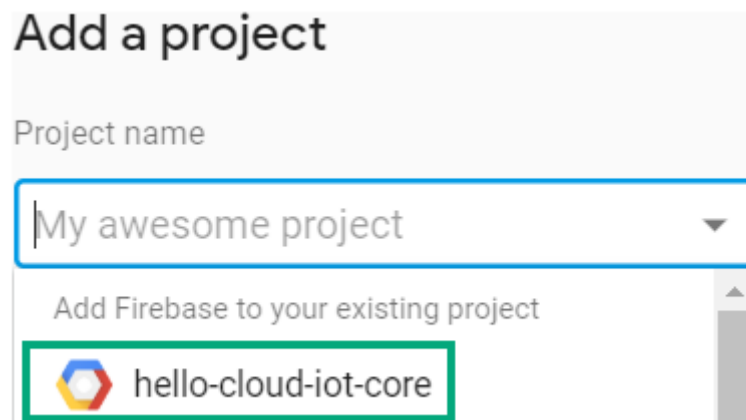 Add a project
Project name
My awesome project
Add Firebase to your existing project
hello-cloud-iot-core